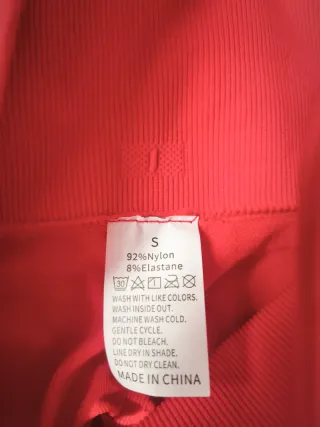 S
92%Nylon
8%Elastane
30
WASH WITH LIKE COLORS.
WASH INSIDE OUT.
MACHINE WASH COLD.
GENTLE CYCLE.
DO NOT BLEACH.
LINE DRY IN SHADE.
DO NOT DRY CLEAN.
MADE IN CHINA